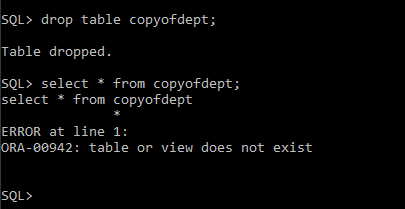 SQL> drop table copyofdept;
Table dropped.
SQL> select * from copyofdept;
select * from copyofdept
*
ERROR at line 1:
ORA-00942: table or view does not exist
SQL>